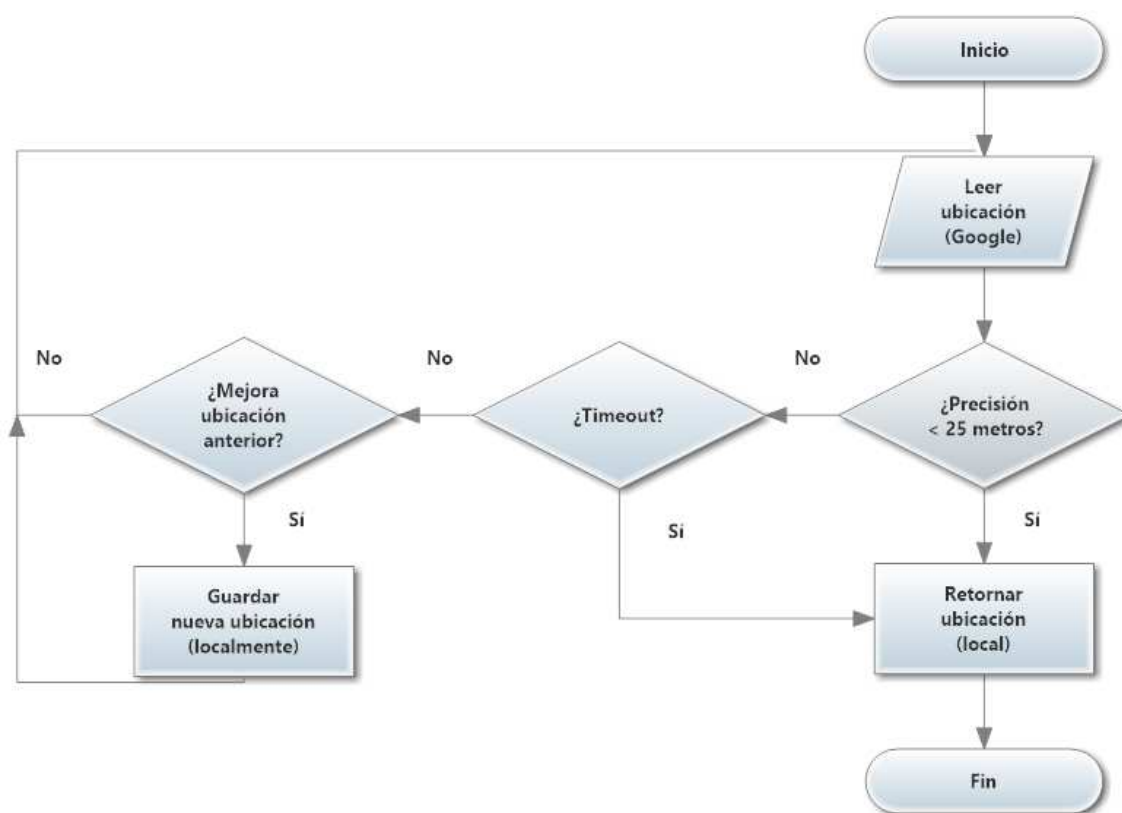 Inicio
Leer
ubicación
(Google)
No
No
No
¿Mejora
ubicación
anterior?
¿Timeout?
¿Precisión
< 25 metros?
Sí
Sí
Sí
Guardar
nueva ubicación
(localmente)
Retornar
ubicación
(local)
Fin